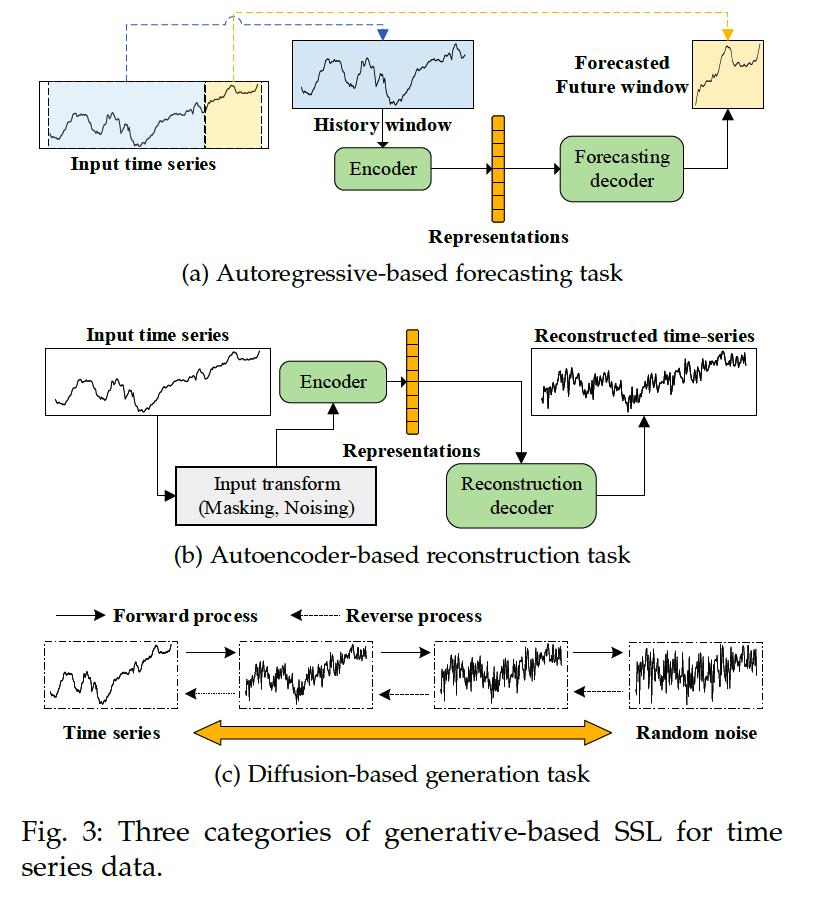 Forecasted
Future window
History window
Input time series
Encoder
Forecasting
decoder
Representations
(a) Autoregressive-based forecasting task
Input time series
Reconstructed time-series
Encoder
Representations
Input transform
(Masking, Noising)
Reconstruction
decoder
(b) Autoencoder-based reconstruction task
Forward process
Reverse process
Time series
Random noise
(c) Diffusion-based generation task
Fig. 3: Three categories of generative-based SSL for time
series data.